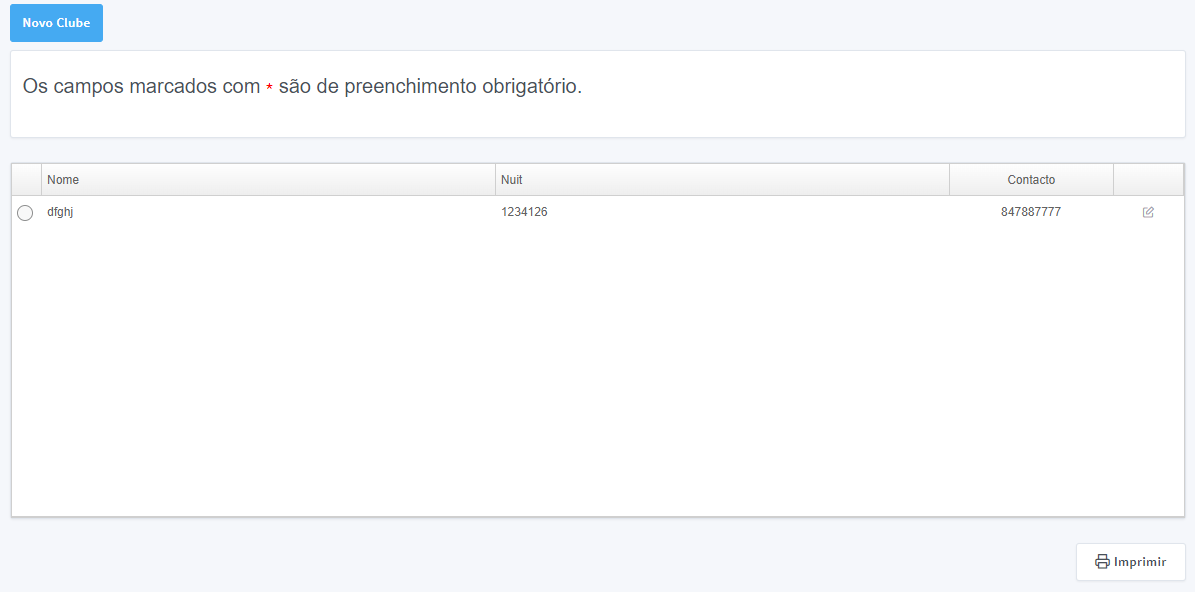 Novo Clube
Os campos marcados com * são de preenchimento obrigatório.
Nome Nuit Contacto
dfghj 1234126 847887777
Imprimir